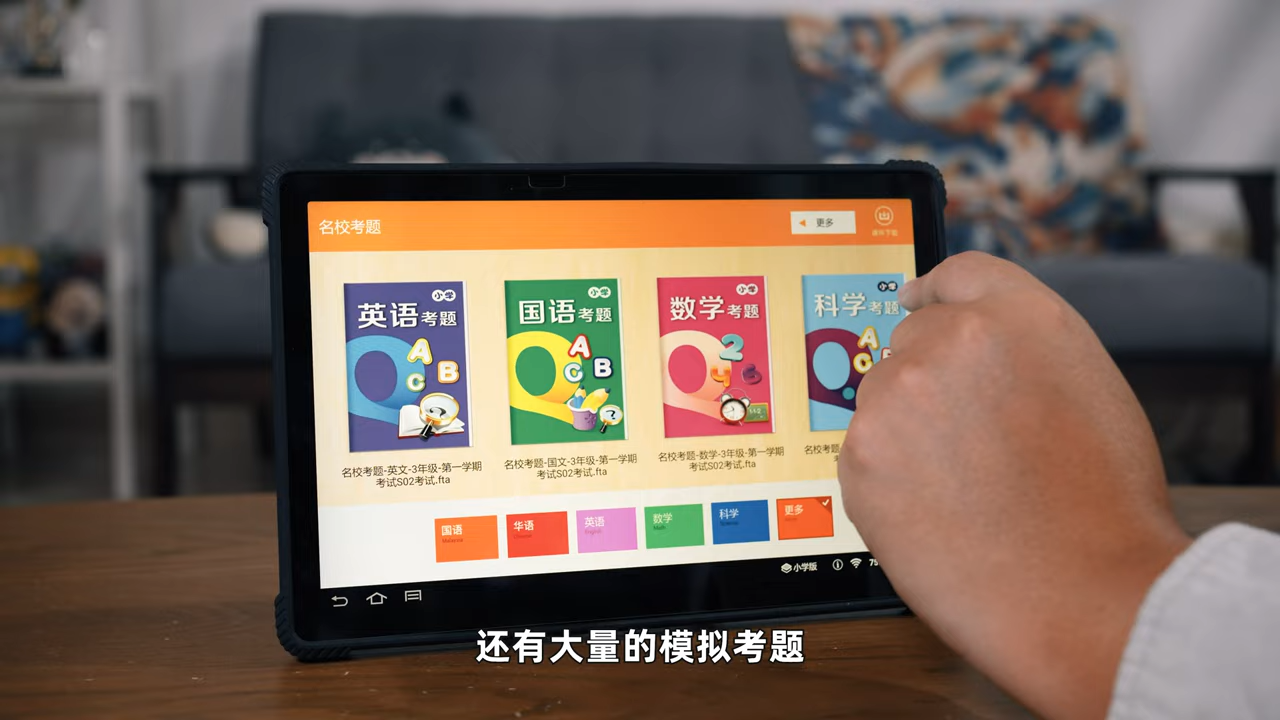 名校考题
更多
小学
英语考题
A
B
C
小学
国语考题
A
B
C
小学
数学考题
2
小学
科学考题
A
名校考题-英文-3年级-第一学期
考试S02考试.fta
名校考题-国文-3年级-第一学期
考试S02考试.fta
名校考题-数学-3年级-第一学期
考试S02考试.fta
名校考
国语
华语
英语
数学
Math
科学
Science
更多
小学版
还有大量的模拟考题